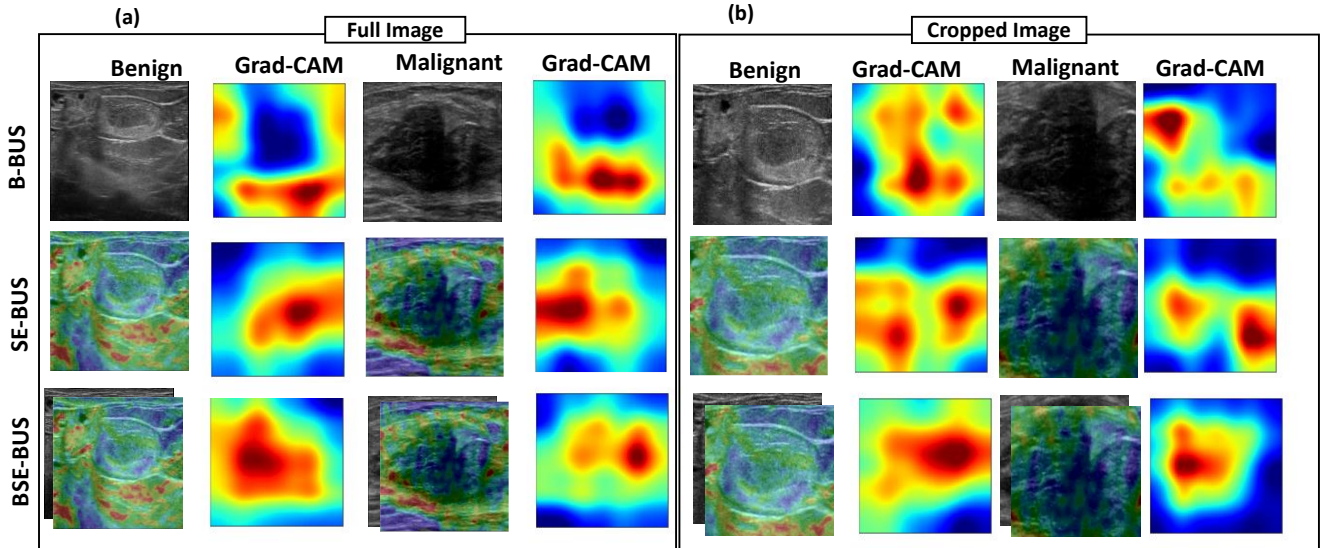 (a)
Full Image
(b)
Cropped Image
Benign
Grad-CAM
Malignant
Grad-CAM
Benign
Grad-CAM
Malignant
Grad-CAM
B-BUS
SE-BUS
BSE-BUS